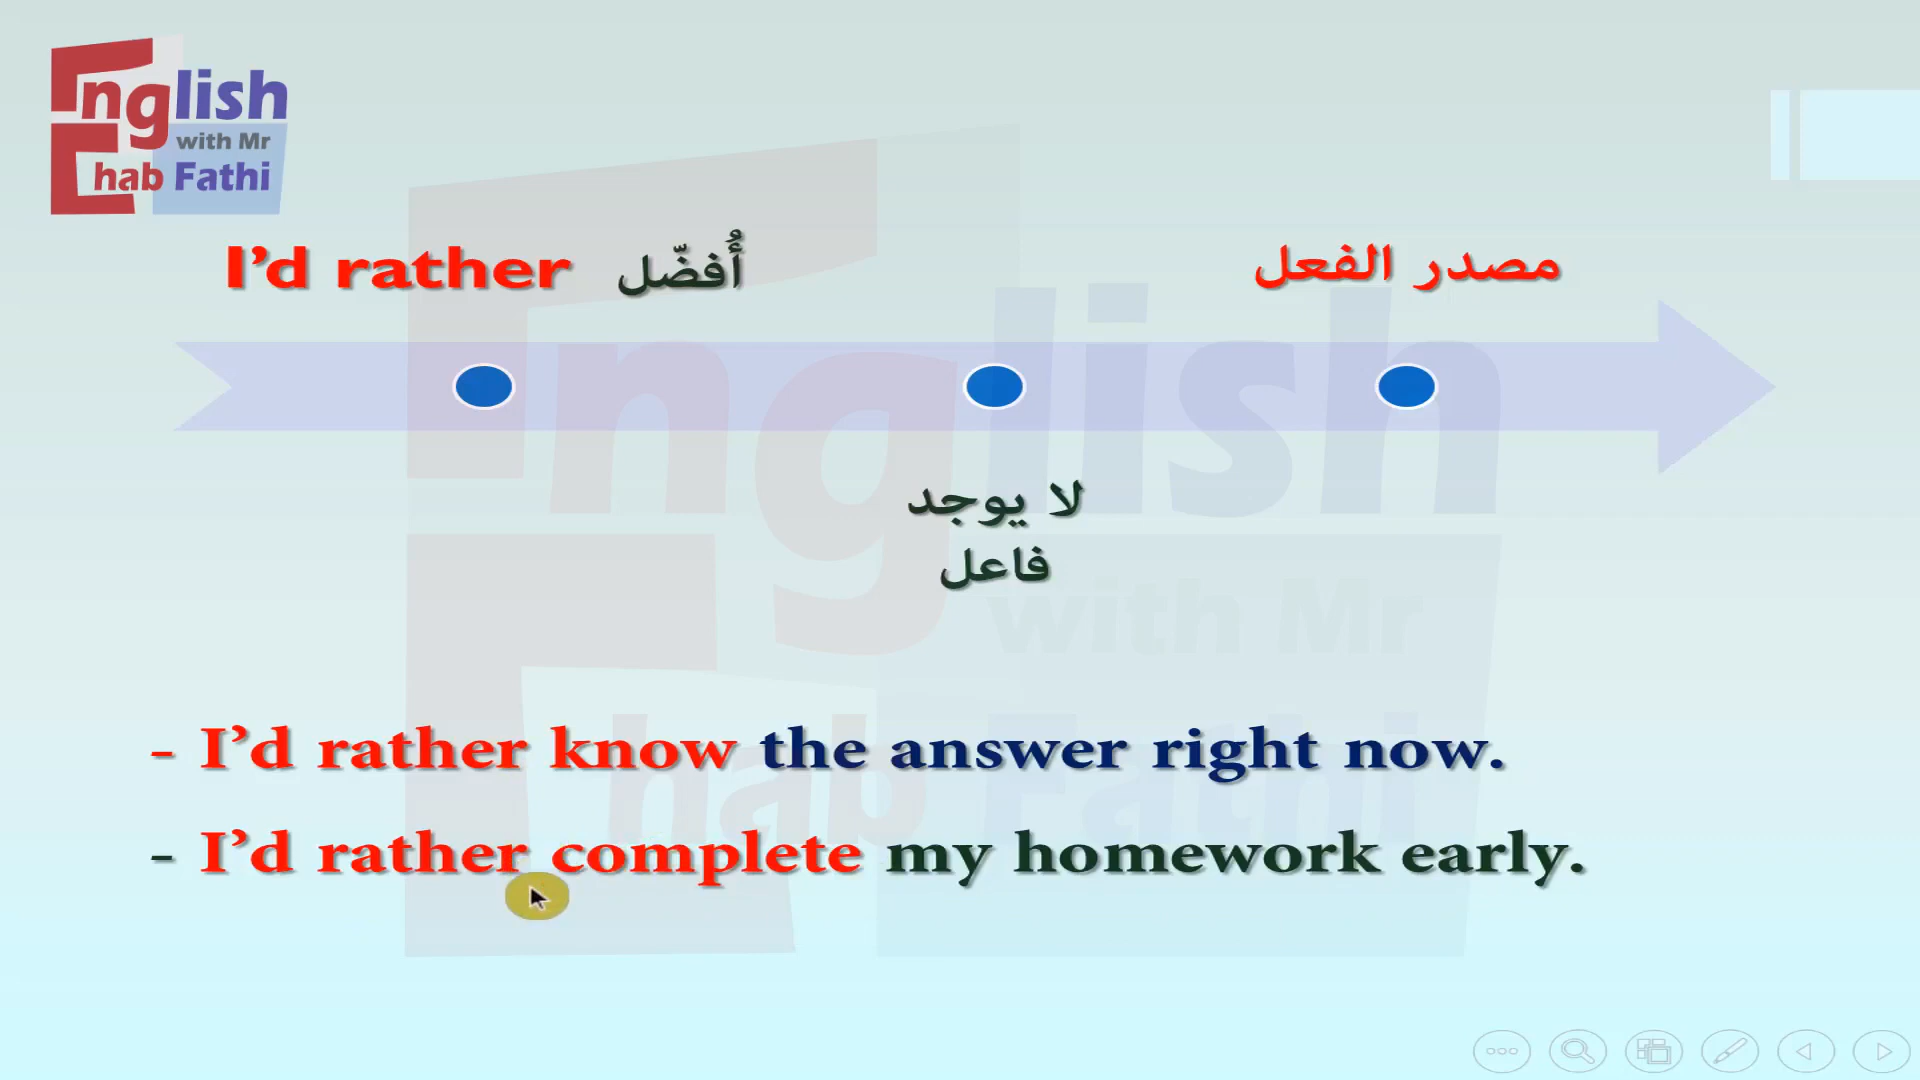 English
with Mr
Ehab Fathi
I’d rather أُفضّل
مصدر الفعل
لا يوجد
فاعل
- I’d rather know the answer right now.
- I’d rather complete my homework early.